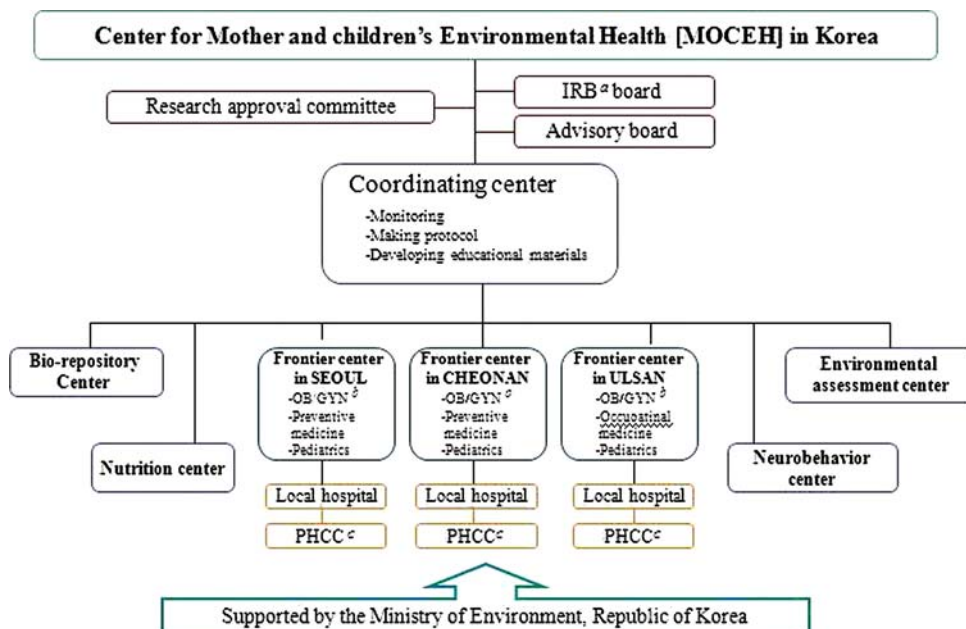 Center for Mother and children's Environmental Health [MOCEH] in Korea
Research approval committee
IRB a board
Advisory board
Coordinating center
-Monitoring
-Making protocol
-Developing educational materials
Bio-repository
Center
Nutrition center
Frontier center
in SEOUL
-OB/GYN b
-Preventive
medicine
-Pediatrics
Local hospital
PHCC c
Frontier center
in CHEONAN
-OB/GYN
-Preventive
medicine
-Pediatrics
Local hospital
PHCC c
Frontier center
in ULSAN
-OB/GYN b
-Occupatinal
medicine
-Pediatrics
Local hospital
PHCC c
Neurobehavior
center
Environmental
assessment center
Supported by the Ministry of Environment, Republic of Korea